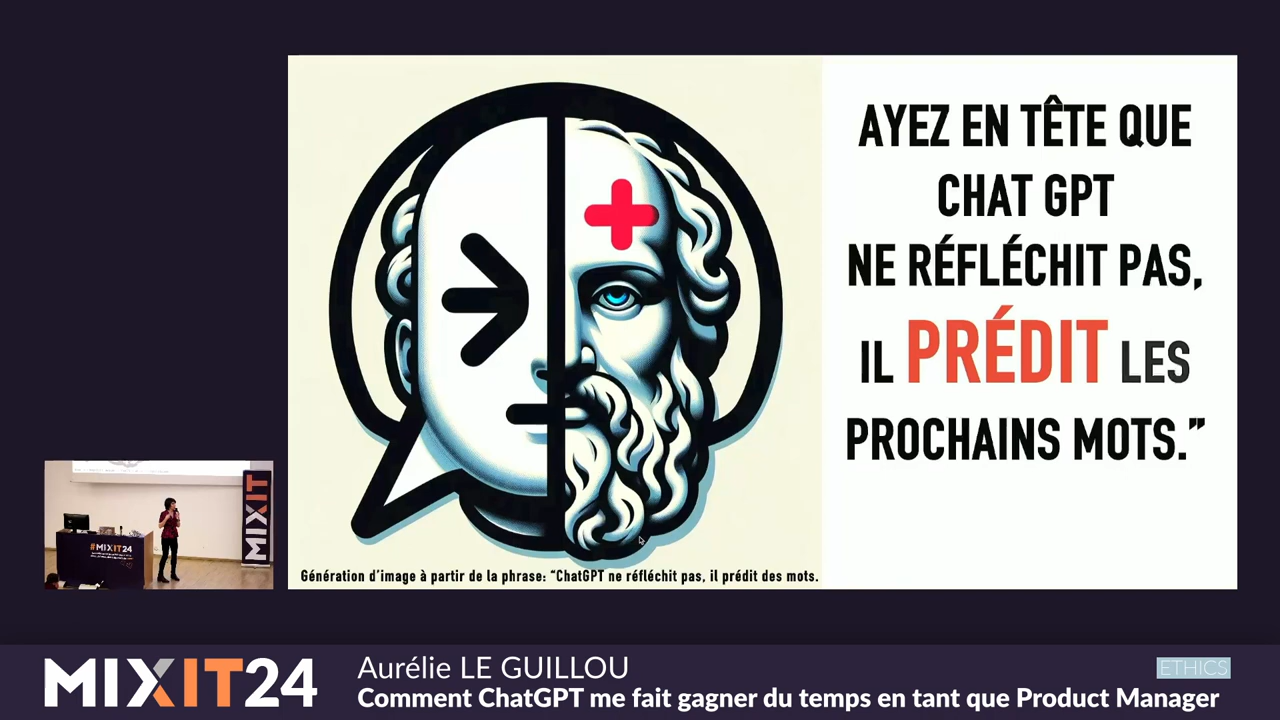 AYEZ EN TÊTE QUE
CHAT GPT
NE RÉFLÉCHIT PAS,
IL PRÉDIT LES
PROCHAINS MOTS.”
Génération d’image à partir de la phrase: “ChatGPT ne réfléchit pas, il prédit des mots.
MIXIT
#MIXIT24
MIXIT24
Aurélie LE GUILLOU
ETHICS
Comment ChatGPT me fait gagner du temps en tant que Product Manager